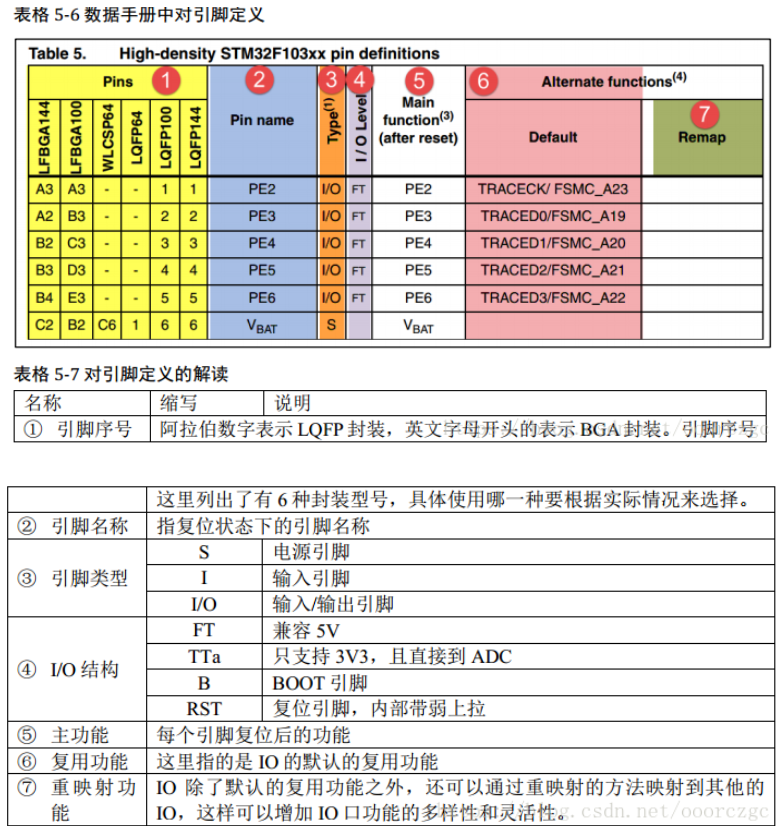 表格 5-6 数据手册中对引脚定义
Table 5. High-density STM32F103xx pin definitions
Pins 1 2 3 4 5 6 Alternate functions(4)
LFBGA144 LFBGA100 WLCSP64 LQFP64 LQFP100 LQFP144 Pin name Type(1) I / O Level Main function(3) (after reset) Default 7 Remap
A3 A3 - - 1 1 PE2 I/O FT PE2 TRACECK/ FSMC_A23
A2 B3 - - 2 2 PE3 I/O FT PE3 TRACED0/FSMC_A19
B2 C3 - - 3 3 PE4 I/O FT PE4 TRACED1/FSMC_A20
B3 D3 - - 4 4 PE5 I/O FT PE5 TRACED2/FSMC_A21
B4 E3 - - 5 5 PE6 I/O FT PE6 TRACED3/FSMC_A22
C2 B2 C6 1 6 6 VBAT S VBAT
表格 5-7 对引脚定义的解读
名称 缩写 说明
① 引脚序号 阿拉伯数字表示 LQFP 封装，英文字母开头的表示 BGA 封装。引脚序号
这里列出了有 6 种封装型号，具体使用哪一种要根据实际情况来选择。
② 引脚名称 指复位状态下的引脚名称
③ 引脚类型 S 电源引脚
I 输入引脚
I/O 输入/输出引脚
④ I/O 结构 FT 兼容 5V
TTa 只支持 3V3，且直接到 ADC
B BOOT 引脚
RST 复位引脚，内部带弱上拉
⑤ 主功能 每个引脚复位后的功能
⑥ 复用功能 这里指的是 IO 的默认的复用功能
⑦ 重映射功能 IO 除了默认的复用功能之外，还可以通过重映射的方法映射到其他的
IO，这样可以增加 IO 口功能的多样性和灵活性。
csdn.net/ooorczgc